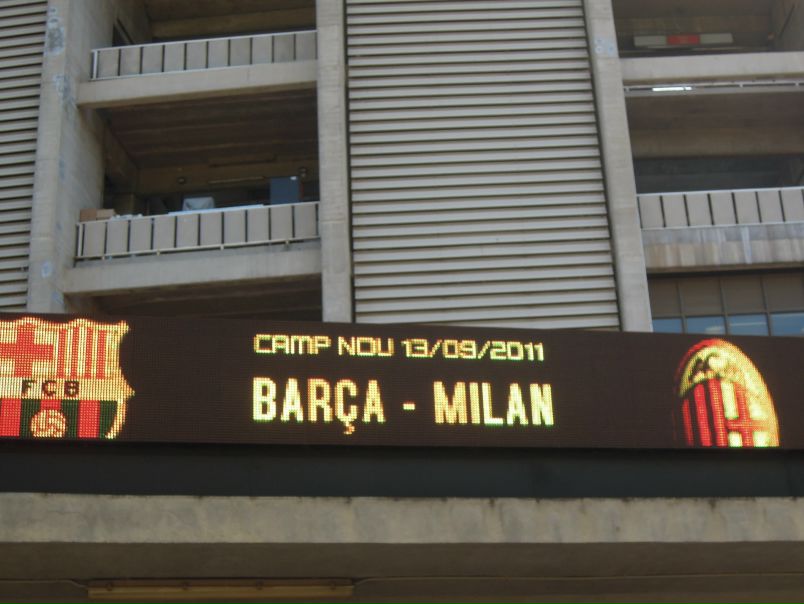 CAMP NOU 13/09/2011
BARÇA - MILAN
FCB